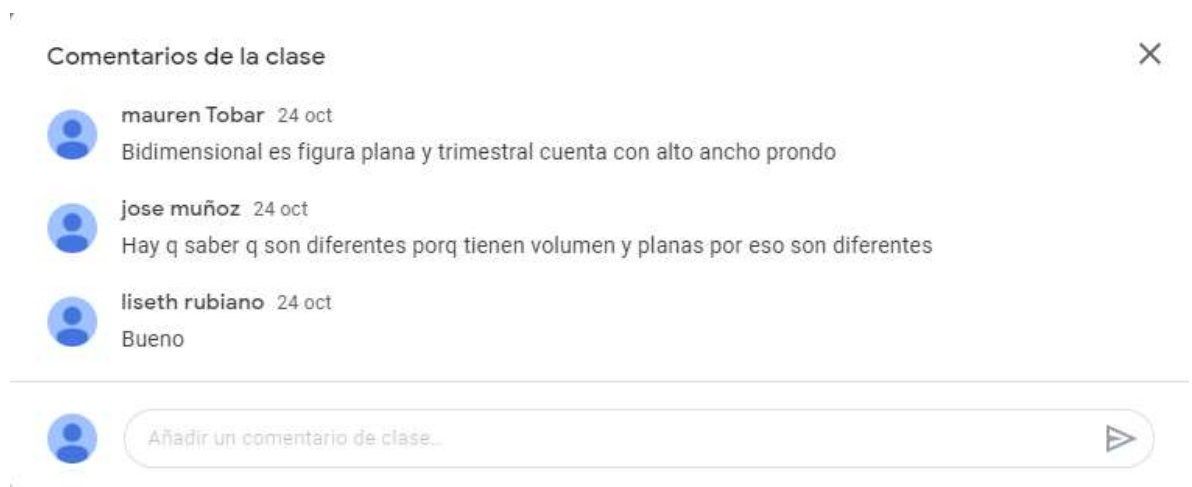 Comentarios de la clase
mauren Tobar 24 oct
Bidimensional es figura plana y trimestral cuenta con alto ancho prondo
jose muñoz 24 oct
Hay q saber q son diferentes porq tienen volumen y planas por eso son diferentes
liseth rubiano 24 oct
Bueno
Añadir un comentario de clase...